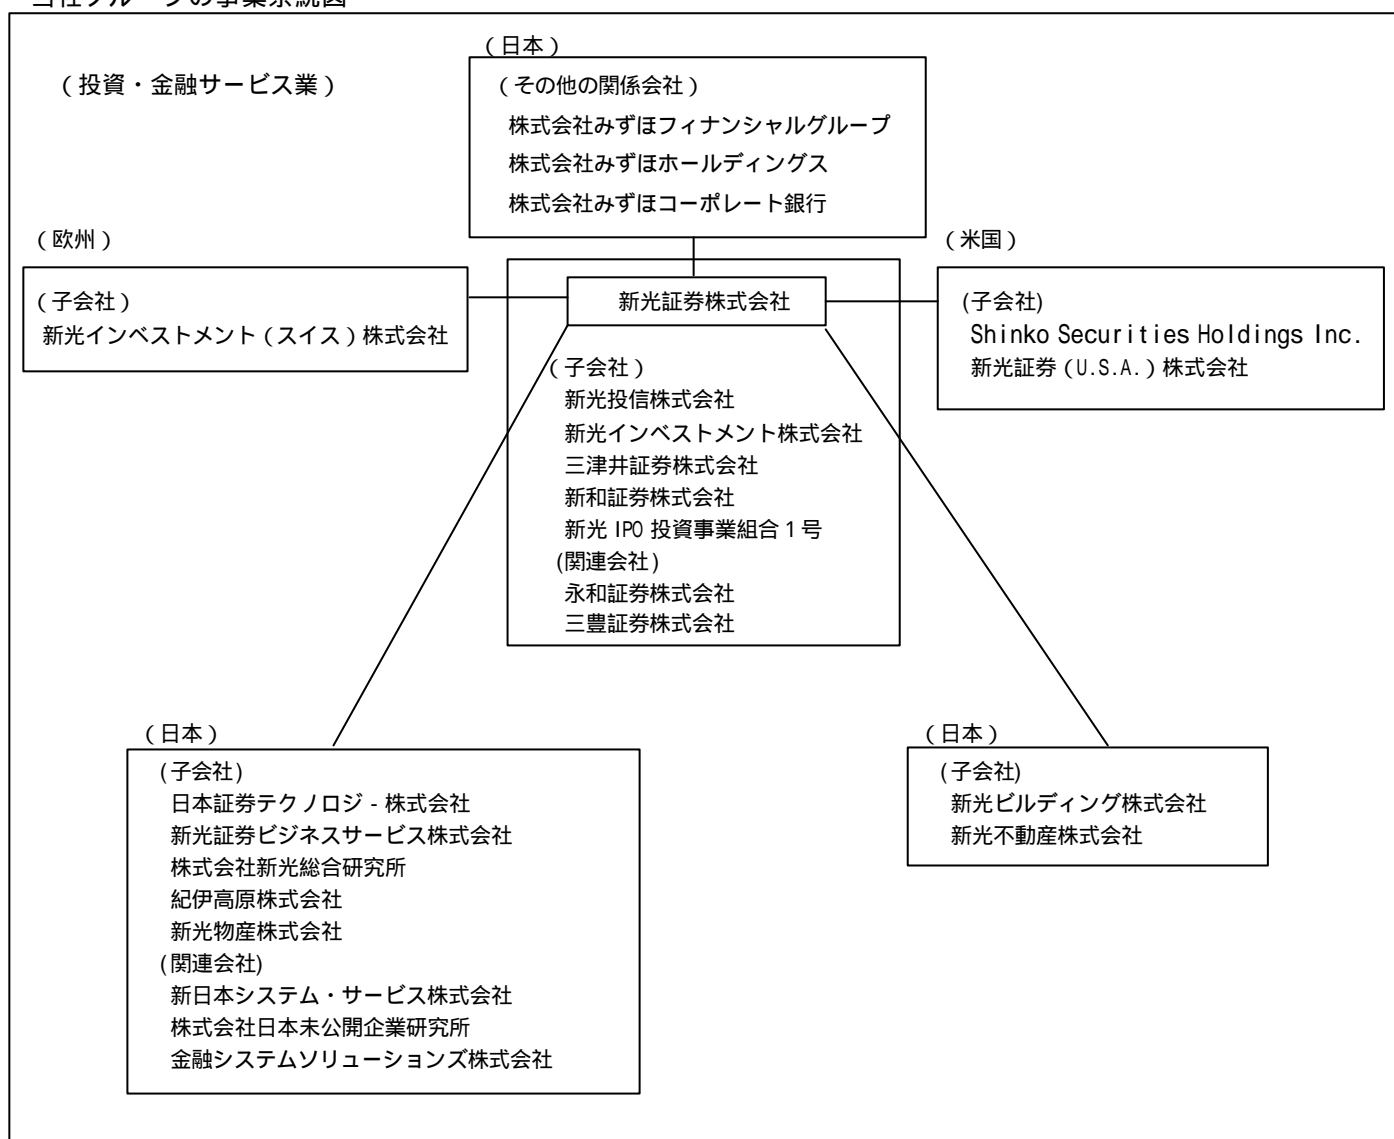 当社グループの事業系統図
(日本)
(投資・金融サービス業)
(その他の関係会社)
株式会社みずほフィナンシャルグループ
株式会社みずほホールディングス
株式会社みずほコーポレート銀行
(欧州)
(米国)
(子会社)
新光インベストメント(スイス)株式会社
新光証券株式会社
(子会社)
Shinko Securities Holdings Inc.
新光証券(U.S.A.)株式会社
(子会社)
新光投信株式会社
新光インベストメント株式会社
三津井証券株式会社
新和証券株式会社
新光 IPO 投資事業組合1号
(関連会社)
永和証券株式会社
三豊証券株式会社
(日本)
(子会社)
日本証券テクノロジ-株式会社
新光証券ビジネスサービス株式会社
株式会社新光総合研究所
紀伊高原株式会社
新光物産株式会社
(関連会社)
新日本システム・サービス株式会社
株式会社日本未公開企業研究所
金融システムソリューションズ株式会社
(日本)
(子会社)
新光ビルディング株式会社
新光不動産株式会社